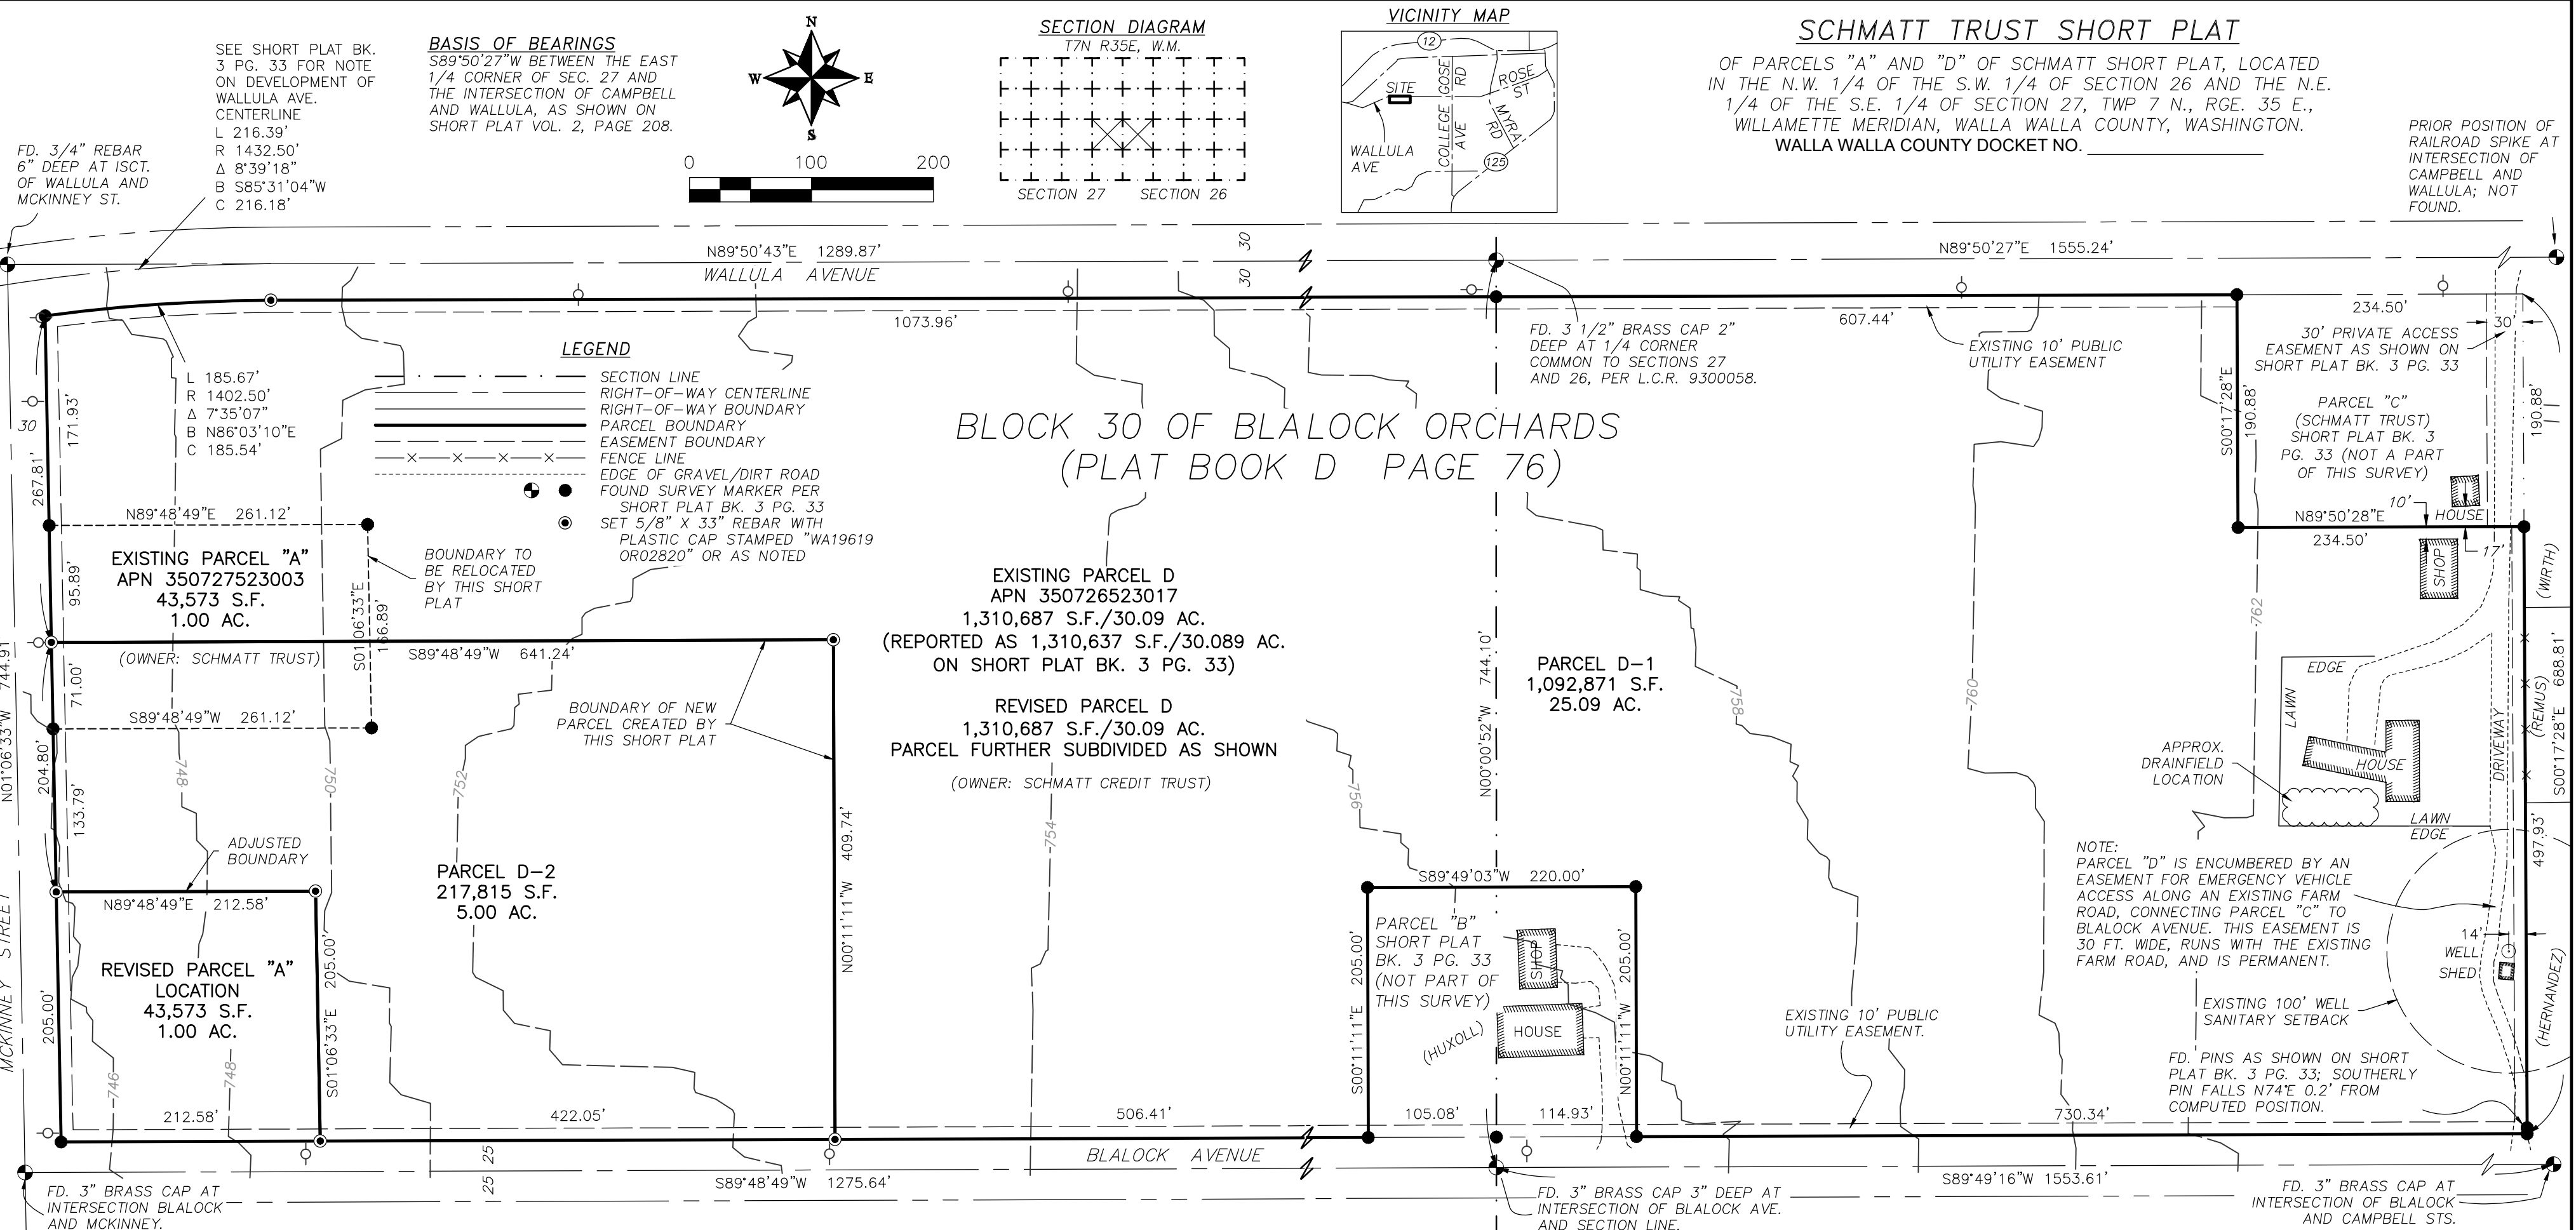 SCHMATT TRUST SHORT PLAT
OF PARCELS "A" AND "D" OF SCHMATT SHORT PLAT, LOCATED
IN THE N.W. 1/4 OF THE S.W. 1/4 OF SECTION 26 AND THE N.E.
1/4 OF THE S.E. 1/4 OF SECTION 27, TWP 7 N., RGE. 35 E.,
WILLAMETTE MERIDIAN, WALLA WALLA COUNTY, WASHINGTON.
WALLA WALLA COUNTY DOCKET NO.
SEE SHORT PLAT BK.
3 PG. 33 FOR NOTE
ON DEVELOPMENT OF
WALLULA AVE.
CENTERLINE
L 216.39'
R 1432.50'
Δ 8°39'18"
B S85°31'04"W
C 216.18'
BASIS OF BEARINGS
S89°50'27"W BETWEEN THE EAST
1/4 CORNER OF SEC. 27 AND
THE INTERSECTION OF CAMPBELL
AND WALLULA, AS SHOWN ON
SHORT PLAT VOL. 2, PAGE 208.
N
W
E
S
0
100
200
SECTION DIAGRAM
T7N R35E, W.M.
SECTION 27
SECTION 26
VICINITY MAP
12
SITE
COLLEGE AVE
GOSE RD
ROSE ST
MYRA RD
WALLULA
AVE
125
PRIOR POSITION OF
RAILROAD SPIKE AT
INTERSECTION OF
CAMPBELL AND
WALLULA; NOT
FOUND.
FD. 3/4" REBAR
6" DEEP AT ISCT.
OF WALLULA AND
MCKINNEY ST.
N89°50'43"E 1289.87'
WALLULA AVENUE
30
30
N89°50'27"E 1555.24'
1073.96'
607.44'
234.50'
30'
FD. 3 1/2" BRASS CAP 2"
DEEP AT 1/4 CORNER
COMMON TO SECTIONS 27
AND 26, PER L.C.R. 9300058.
EXISTING 10' PUBLIC
UTILITY EASEMENT
30' PRIVATE ACCESS
EASEMENT AS SHOWN ON
SHORT PLAT BK. 3 PG. 33
L 185.67'
R 1402.50'
Δ 7°35'07"
B N86°03'10"E
C 185.54'
LEGEND
SECTION LINE
RIGHT-OF-WAY CENTERLINE
RIGHT-OF-WAY BOUNDARY
PARCEL BOUNDARY
EASEMENT BOUNDARY
FENCE LINE
EDGE OF GRAVEL/DIRT ROAD
FOUND SURVEY MARKER PER
SHORT PLAT BK. 3 PG. 33
SET 5/8" X 33" REBAR WITH
PLASTIC CAP STAMPED "WA19619
OR02820" OR AS NOTED
BLOCK 30 OF BLALOCK ORCHARDS
(PLAT BOOK D PAGE 76)
S00°17'28"E
190.88'
PARCEL "C"
(SCHMATT TRUST)
SHORT PLAT BK. 3
PG. 33 (NOT A PART
OF THIS SURVEY)
190.88'
10'
HOUSE
N89°50'28"E
234.50'
17'
SHOP
(WIRTH)
30
171.93'
267.81'
N89°48'49"E 261.12'
EXISTING PARCEL "A"
APN 350727523003
43,573 S.F.
1.00 AC.
95.89'
S01°06'33"E
166.89'
BOUNDARY TO
BE RELOCATED
BY THIS SHORT
PLAT
(OWNER: SCHMATT TRUST)
S89°48'49"W 641.24'
71.00'
S89°48'49"W 261.12'
204.80'
133.79'
N01°06'33"W 744.91
MCKINNEY STREET
EXISTING PARCEL D
APN 350726523017
1,310,687 S.F./30.09 AC.
(REPORTED AS 1,310,637 S.F./30.089 AC.
ON SHORT PLAT BK. 3 PG. 33)
REVISED PARCEL D
1,310,687 S.F./30.09 AC.
PARCEL FURTHER SUBDIVIDED AS SHOWN
(OWNER: SCHMATT CREDIT TRUST)
BOUNDARY OF NEW
PARCEL CREATED BY
THIS SHORT PLAT
N00°00'52"W 744.10'
PARCEL D-1
1,092,871 S.F.
25.09 AC.
748
750
752
754
756
758
760
762
EDGE
LAWN
HOUSE
DRIVEWAY
APPROX.
DRAINFIELD
LOCATION
LAWN
EDGE
(REMUS)
S00°17'28"E 688.81'
497.93'
ADJUSTED
BOUNDARY
N89°48'49"E 212.58'
PARCEL D-2
217,815 S.F.
5.00 AC.
N00°11'11"W 409.74'
REVISED PARCEL "A"
LOCATION
43,573 S.F.
1.00 AC.
205.00'
S01°06'33"E 205.00'
746
748
S89°49'03"W 220.00'
PARCEL "B"
SHORT PLAT
BK. 3 PG. 33
(NOT PART OF
THIS SURVEY)
(HUXOLL)
SHOP
HOUSE
S00°11'11"E 205.00'
N00°11'11"W 205.00'
NOTE:
PARCEL "D" IS ENCUMBERED BY AN
EASEMENT FOR EMERGENCY VEHICLE
ACCESS ALONG AN EXISTING FARM
ROAD, CONNECTING PARCEL "C" TO
BLALOCK AVENUE. THIS EASEMENT IS
30 FT. WIDE, RUNS WITH THE EXISTING
FARM ROAD, AND IS PERMANENT.
14'
WELL
SHED
(HERNANDEZ)
EXISTING 100' WELL
SANITARY SETBACK
EXISTING 10' PUBLIC
UTILITY EASEMENT.
FD. PINS AS SHOWN ON SHORT
PLAT BK. 3 PG. 33; SOUTHERLY
PIN FALLS N74°E 0.2' FROM
COMPUTED POSITION.
212.58'
422.05'
506.41'
105.08'
114.93'
730.34'
25
25
BLALOCK AVENUE
S89°48'49"W 1275.64'
S89°49'16"W 1553.61'
FD. 3" BRASS CAP AT
INTERSECTION BLALOCK
AND MCKINNEY.
FD. 3" BRASS CAP 3" DEEP AT
INTERSECTION OF BLALOCK AVE.
AND SECTION LINE.
FD. 3" BRASS CAP AT
INTERSECTION OF BLALOCK
AND CAMPBELL STS.